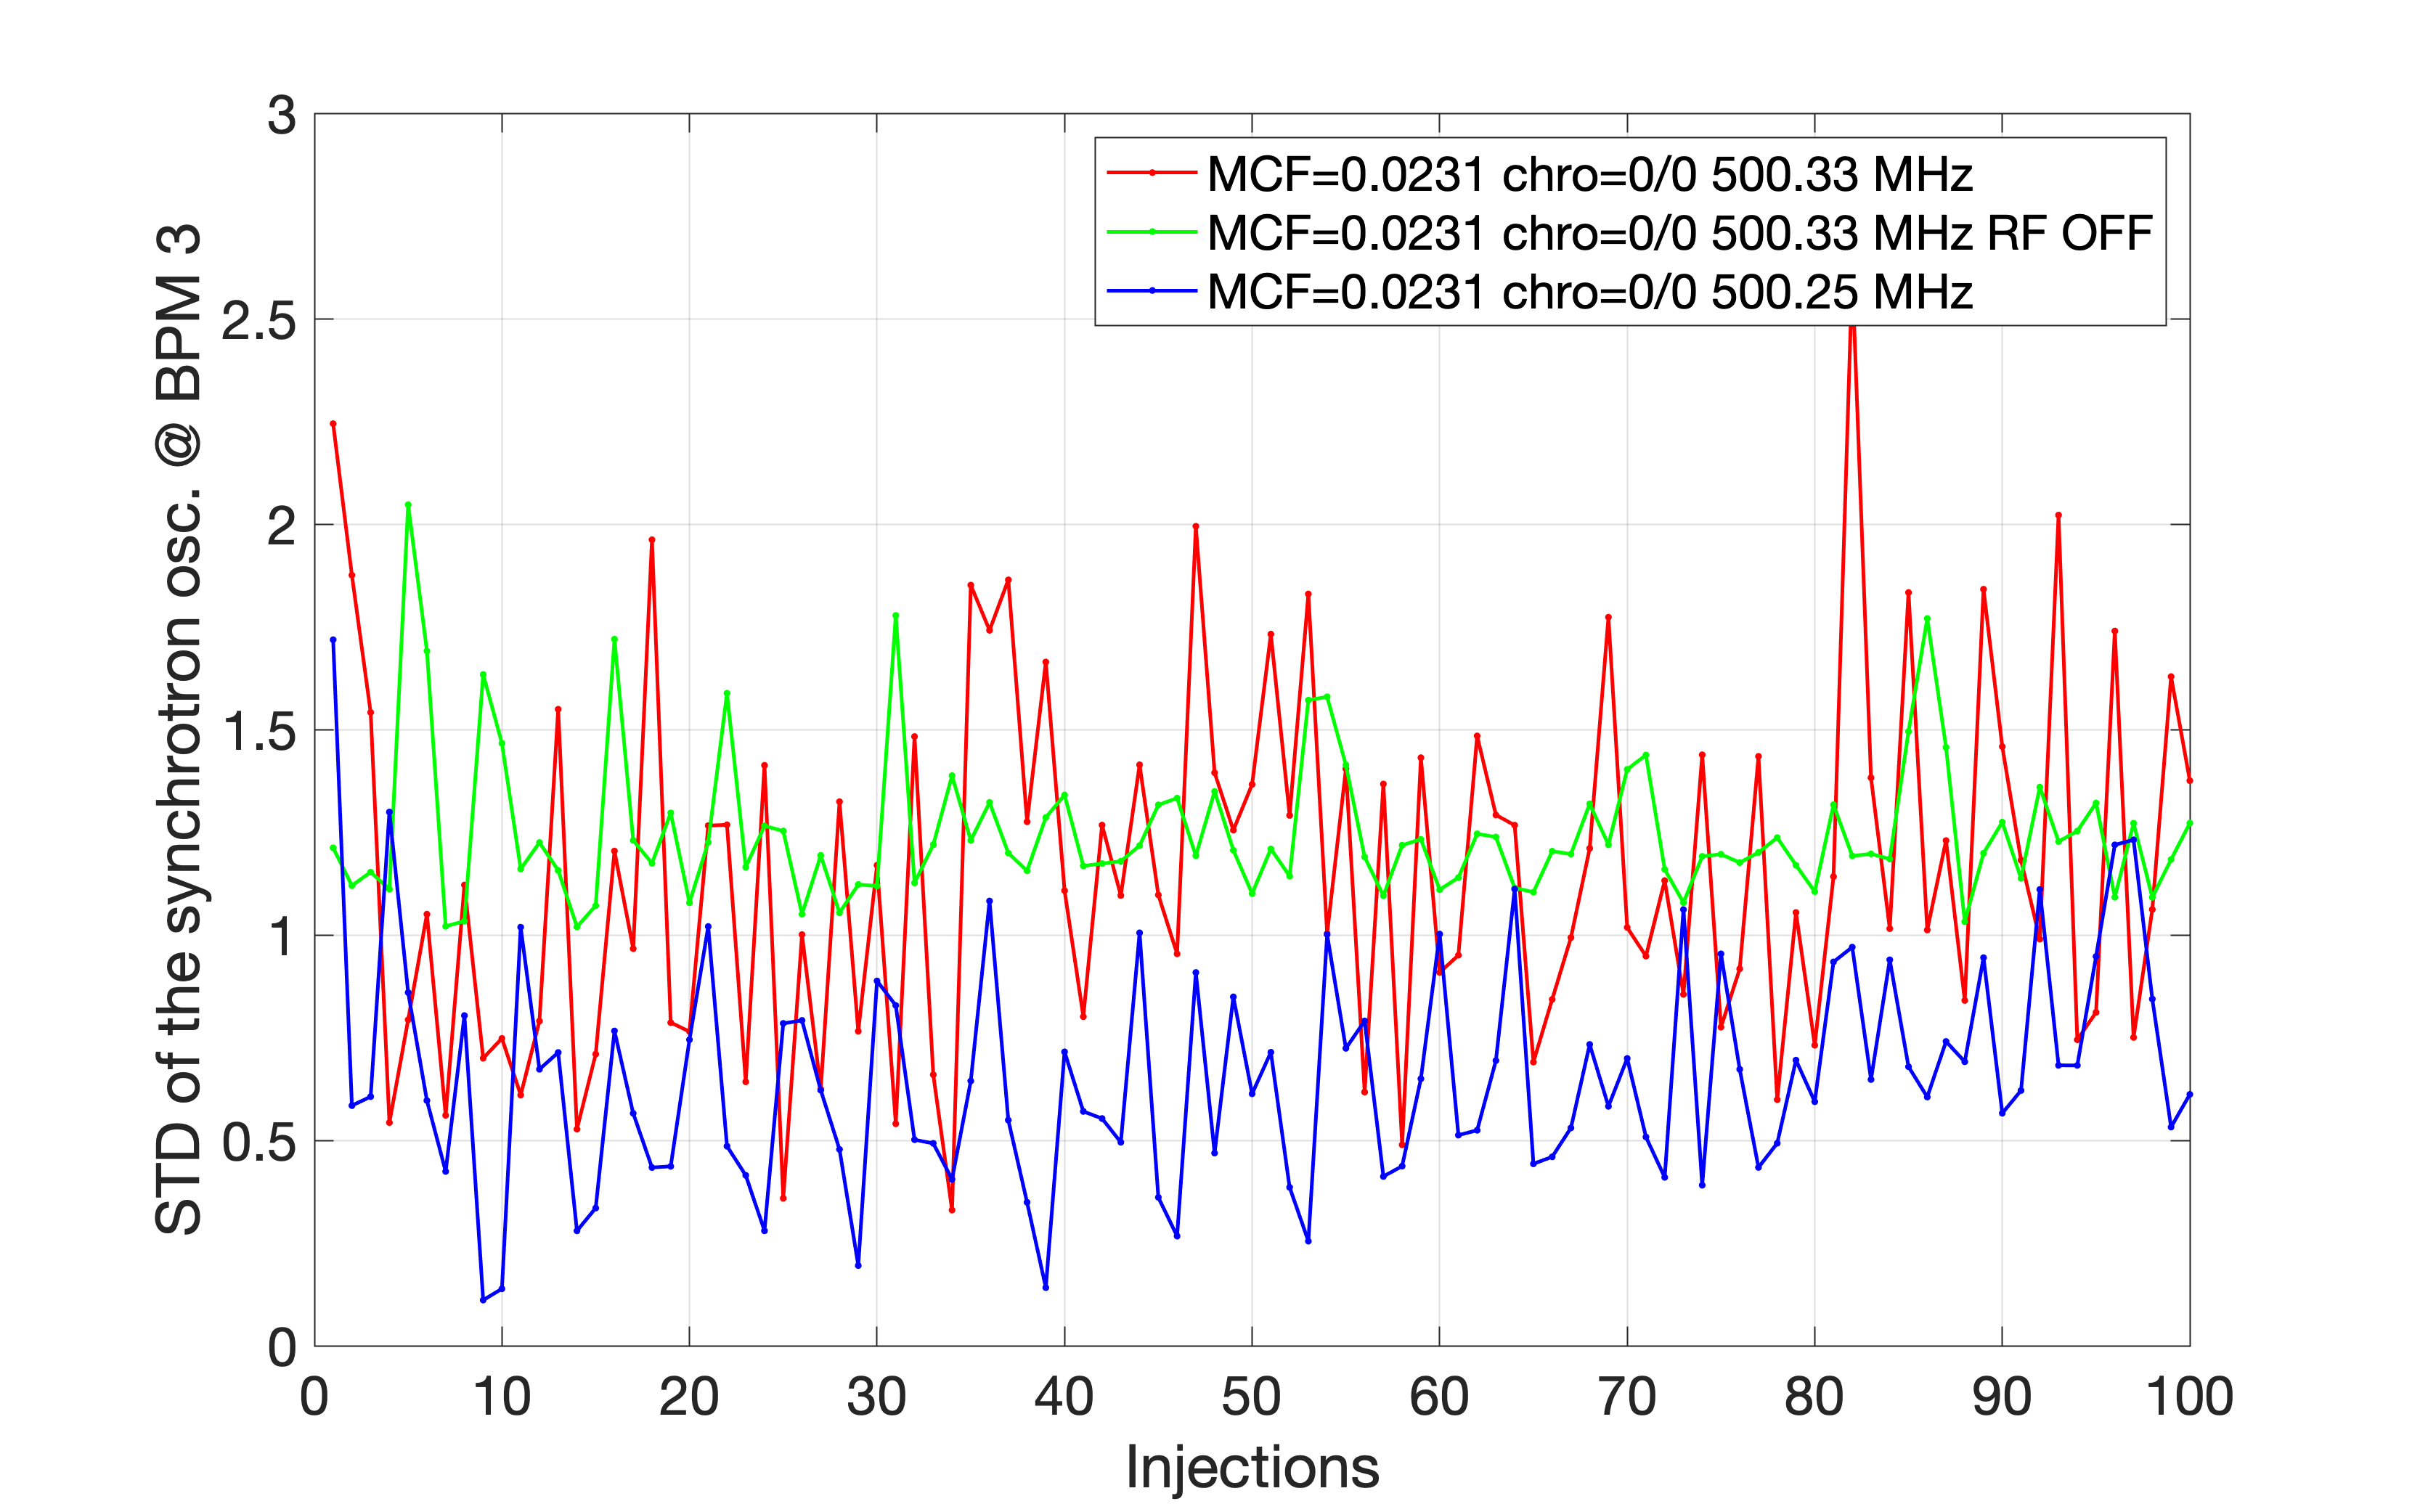 STD of the synchrotron osc. @ BPM 3
3
2.5
2
1.5
1
0.5
0
MCF=0.0231 chro=0/0 500.33 MHz
MCF=0.0231 chro=0/0 500.33 MHz RF OFF
MCF=0.0231 chro=0/0 500.25 MHz
0 10 20 30 40 50 60 70 80 90 100
Injections